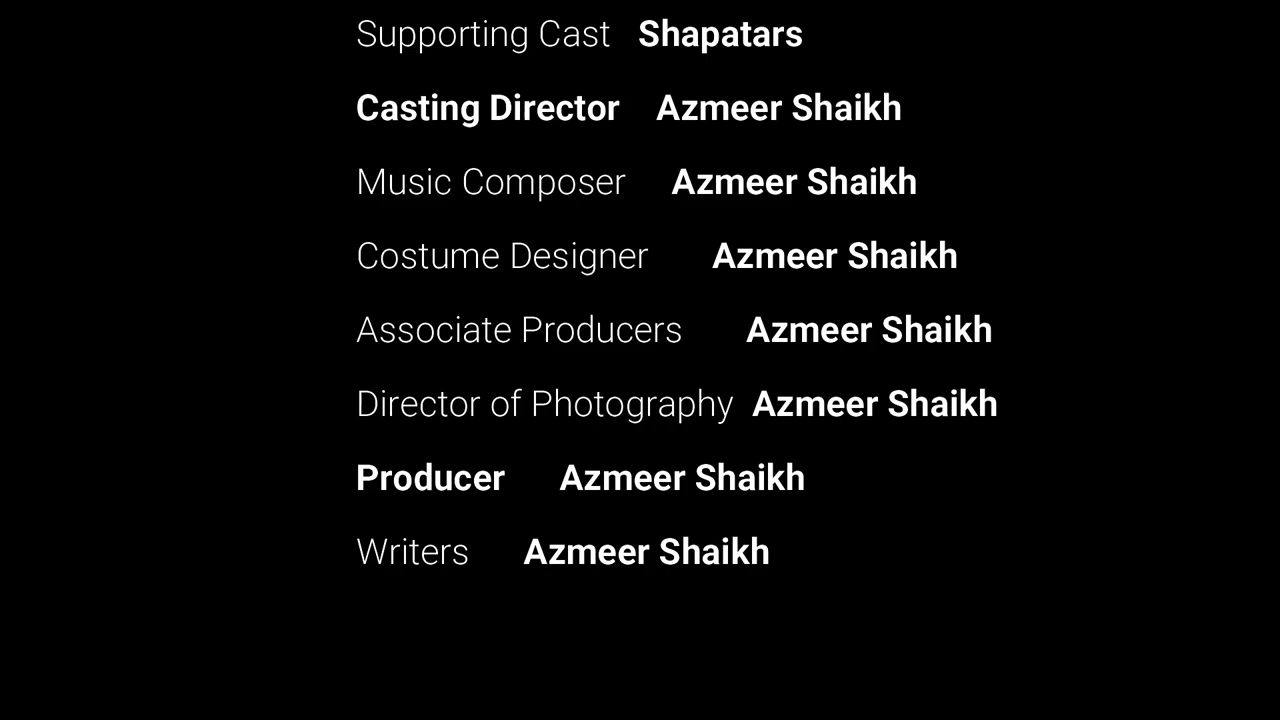 Supporting Cast Shapatars
Casting Director Azmeer Shaikh
Music Composer Azmeer Shaikh
Costume Designer Azmeer Shaikh
Associate Producers Azmeer Shaikh
Director of Photography Azmeer Shaikh
Producer Azmeer Shaikh
Writers Azmeer Shaikh